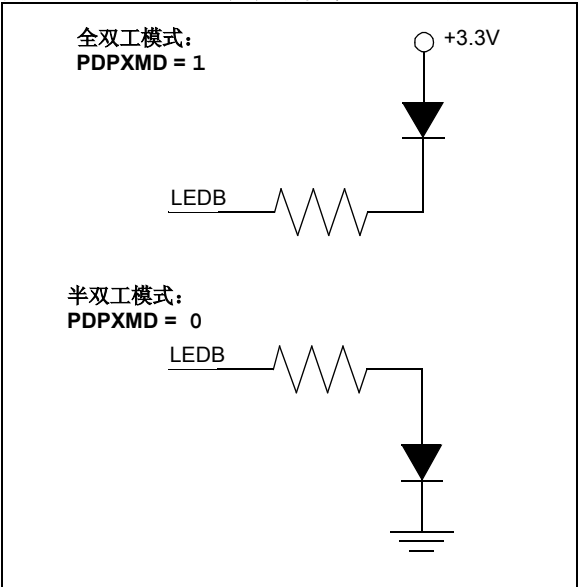 全双工模式：
PDPXMD = 1
+3.3V
LEDB
半双工模式：
PDPXMD = 0
LEDB